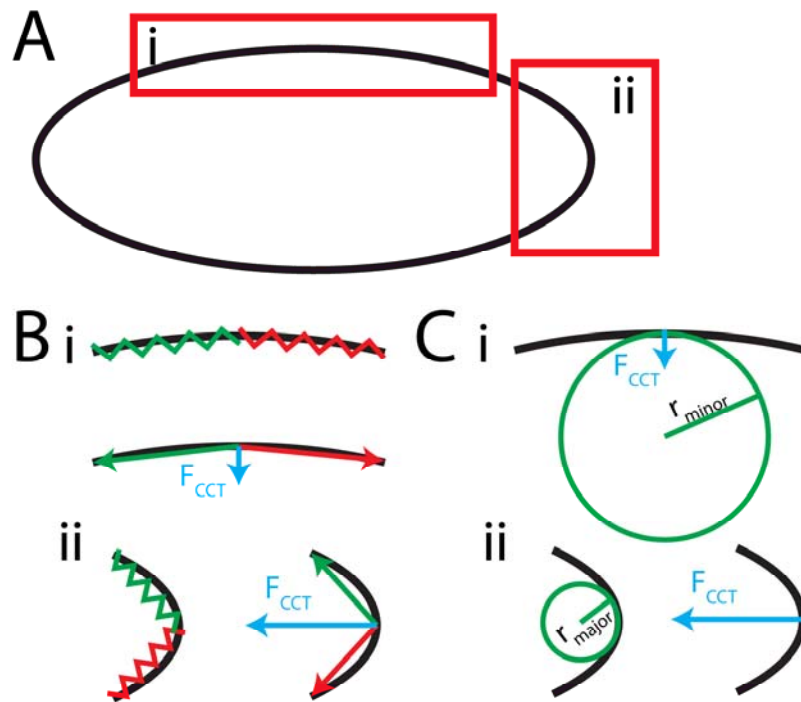 A
i
ii
B i
F_CCT
ii
F_CCT
C i
F_CCT
r_minor
ii
F_CCT
r_major